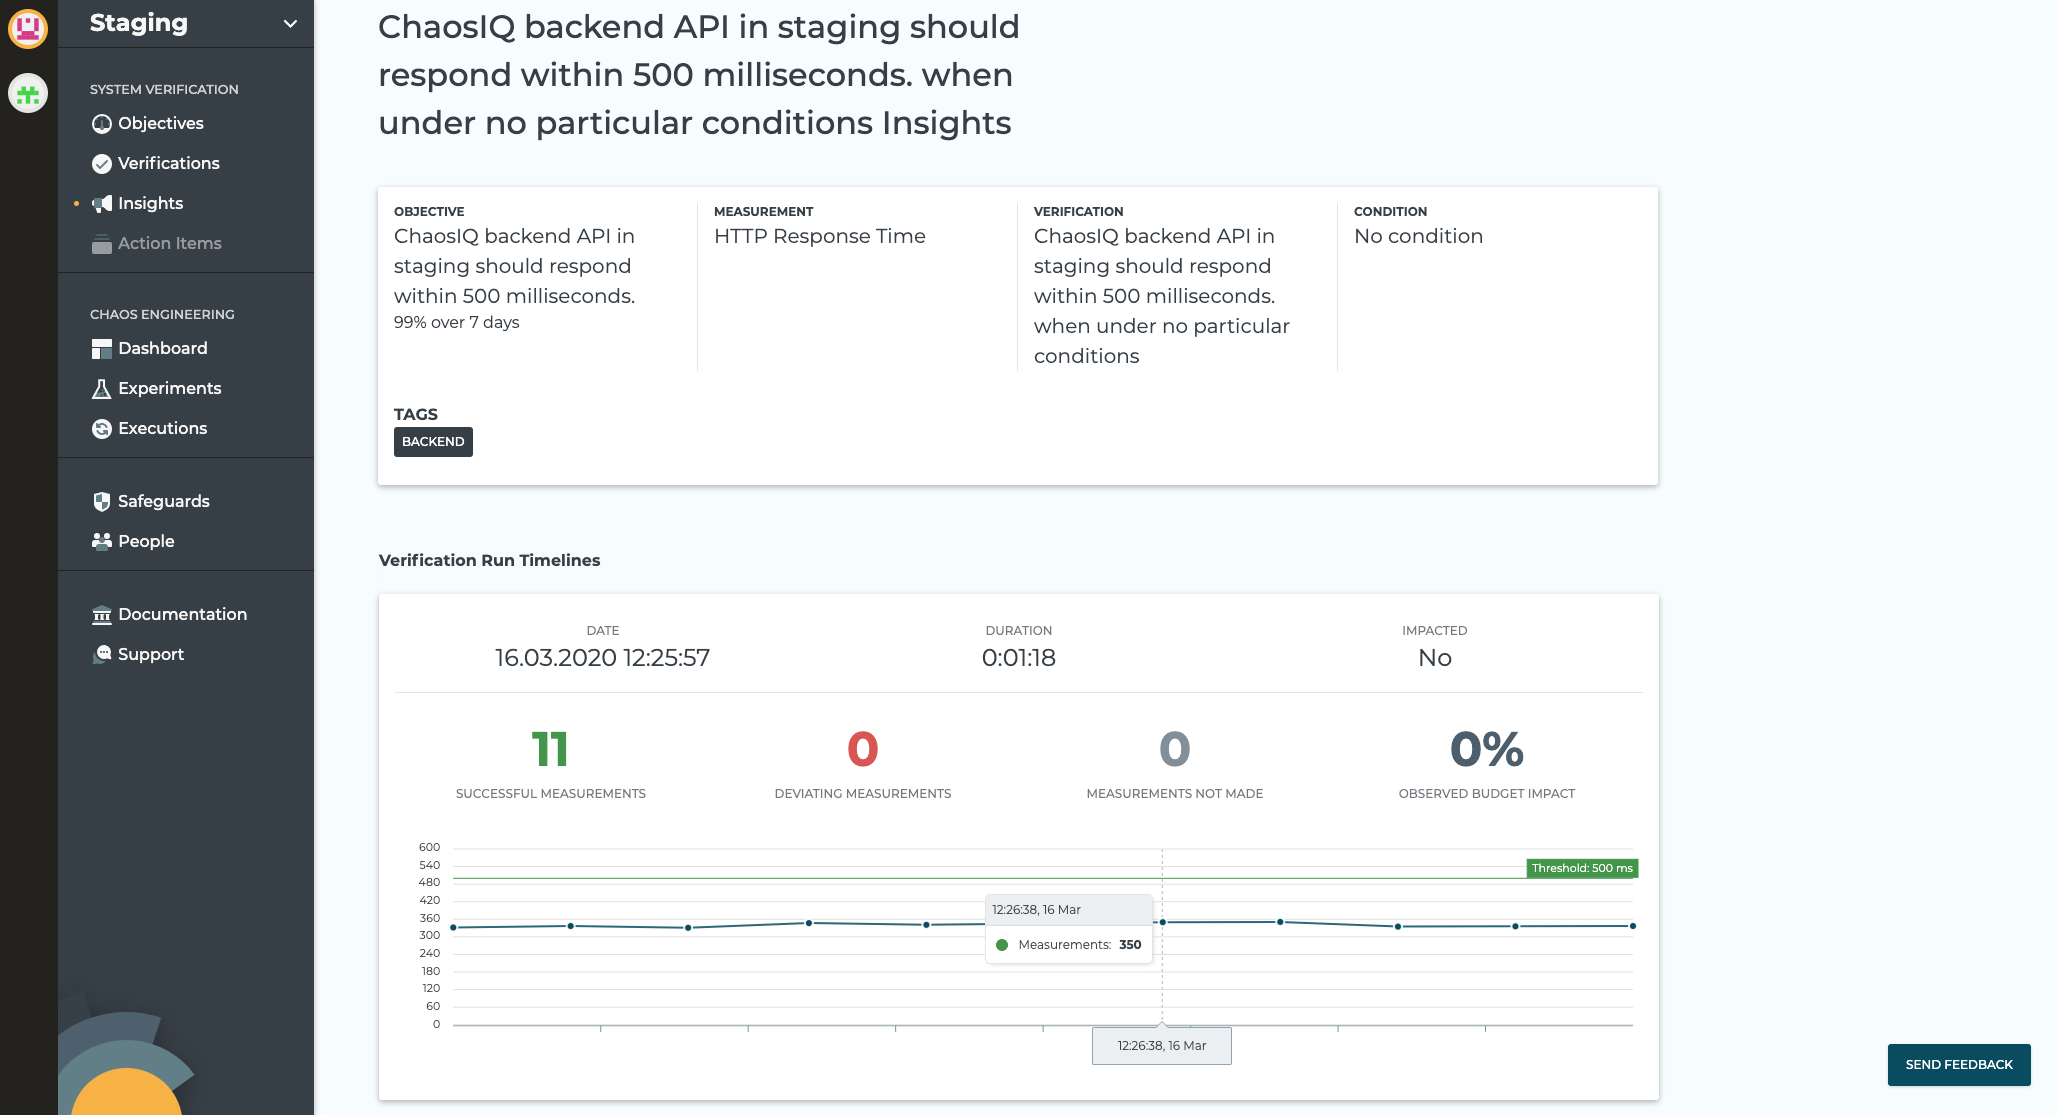 Staging
SYSTEM VERIFICATION
Objectives
Verifications
Insights
Action Items
CHAOS ENGINEERING
Dashboard
Experiments
Executions
Safeguards
People
Documentation
Support
ChaosIQ backend API in staging should
respond within 500 milliseconds. when
under no particular conditions Insights
OBJECTIVE
ChaosIQ backend API in
staging should respond
within 500 milliseconds.
99% over 7 days
MEASUREMENT
HTTP Response Time
VERIFICATION
ChaosIQ backend API in
staging should respond
within 500 milliseconds.
when under no particular
conditions
CONDITION
No condition
TAGS
BACKEND
Verification Run Timelines
DATE
16.03.2020 12:25:57
DURATION
0:01:18
IMPACTED
No
11
SUCCESSFUL MEASUREMENTS
0
DEVIATING MEASUREMENTS
0
MEASUREMENTS NOT MADE
0%
OBSERVED BUDGET IMPACT
600
540
480
420
360
300
240
180
120
60
0
Threshold: 500 ms
12:26:38, 16 Mar
Measurements: 350
12:26:38, 16 Mar
SEND FEEDBACK